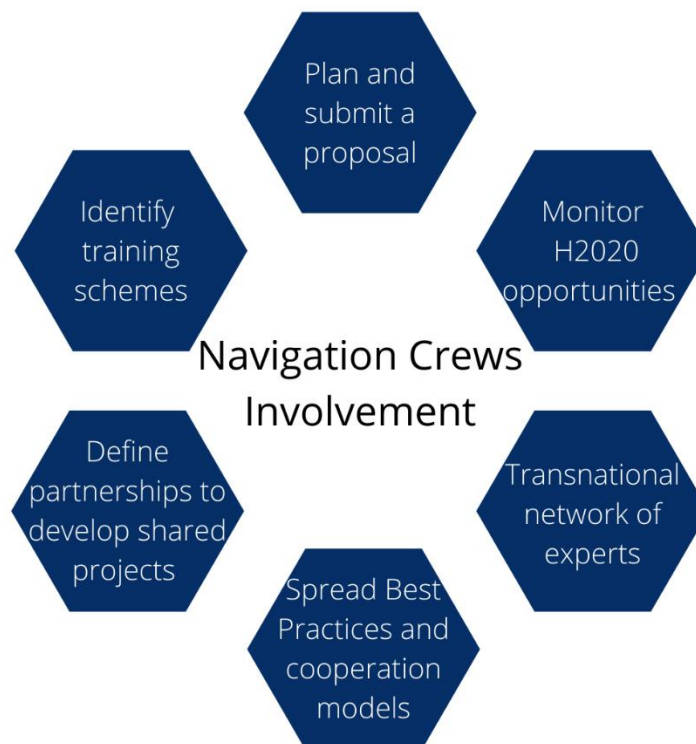 Plan and
submit a
proposal
Identify
training
schemes
Monitor
H2020
opportunities
Navigation Crews
Involvement
Define
partnerships to
develop shared
projects
Transnational
network of
experts
Spread Best
Practices and
cooperation
models